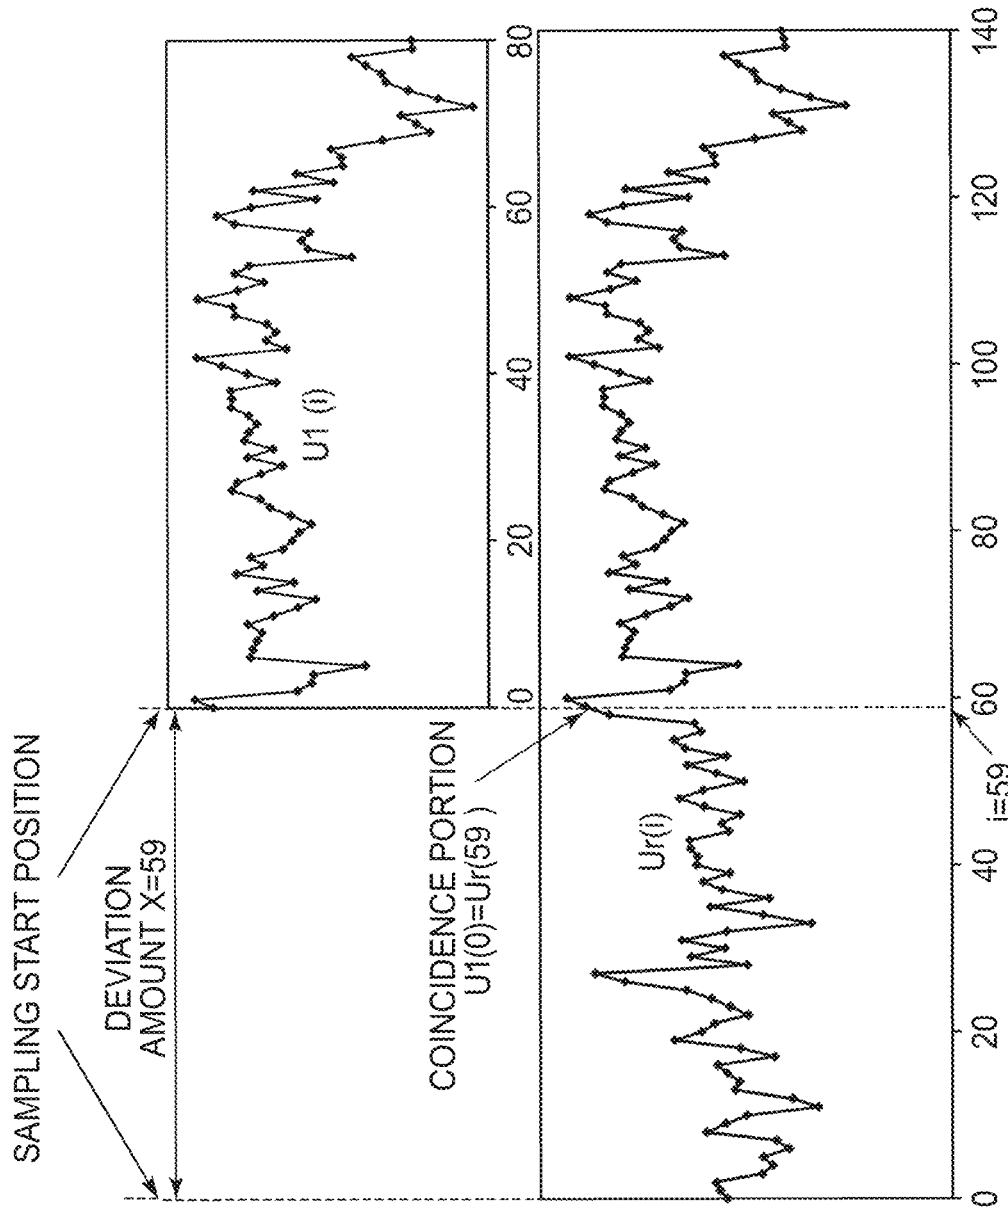 SAMPLING START POSITION
DEVIATION
AMOUNT X=59
U1 (i)
0 20 40 60 80
COINCIDENCE PORTION
U1(0)=Ur(59 )
Ur(i)
0 20 40 60 80 100 120 140
i=59